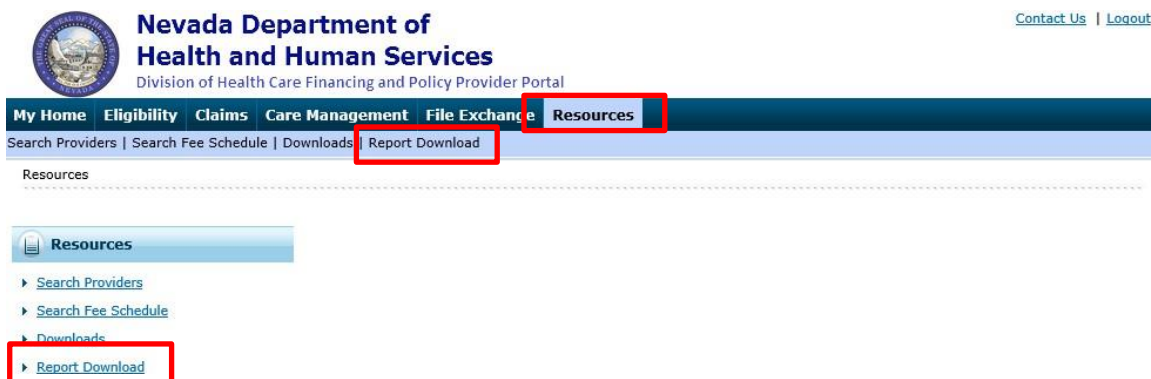 Nevada Department of
Health and Human Services
Division of Health Care Financing and Policy Provider Portal
Contact Us | Logout
My Home Eligibility Claims Care Management File Exchange Resources
Search Providers | Search Fee Schedule | Downloads | Report Download
Resources
Resources
Search Providers
Search Fee Schedule
Downloads
Report Download